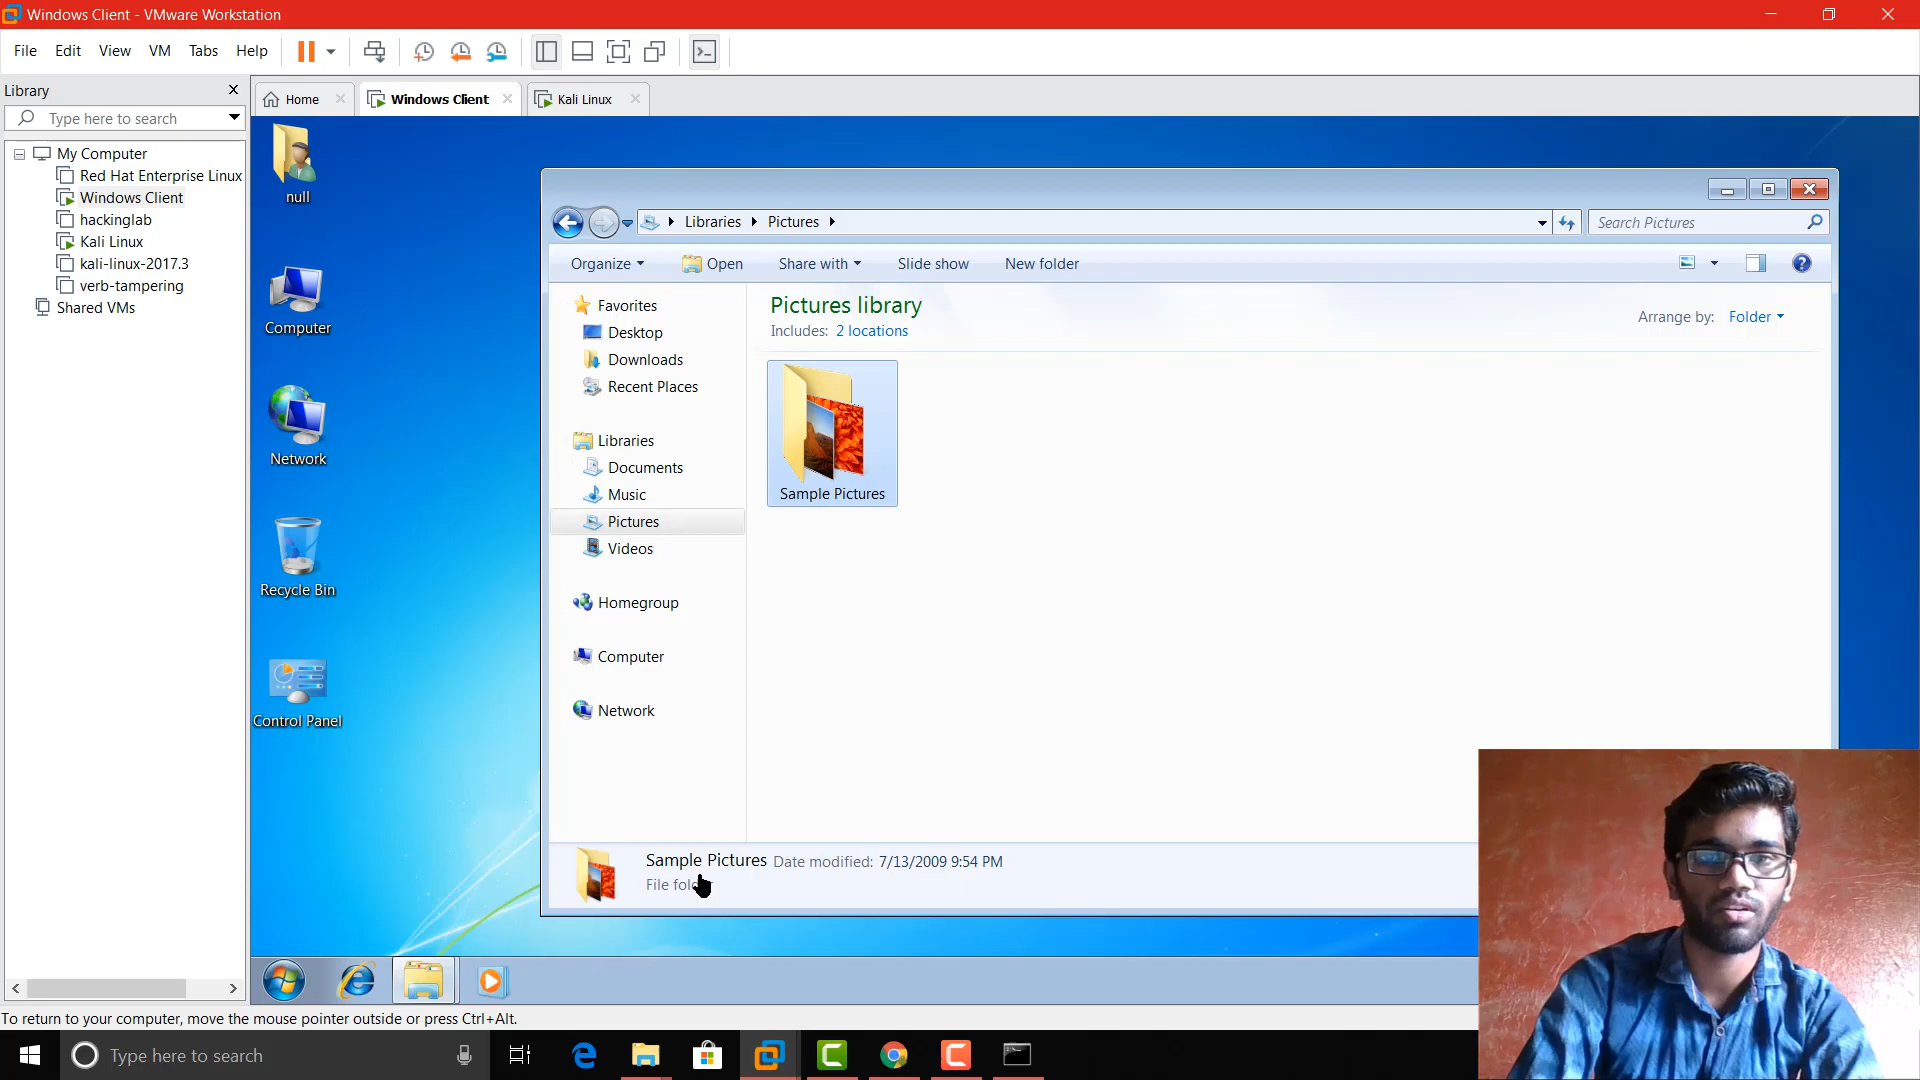 Windows Client - VMware Workstation
File Edit View VM Tabs Help
Library
Type here to search
My Computer
Red Hat Enterprise Linux
Windows Client
hackinglab
Kali Linux
kali-linux-2017.3
verb-tampering
Shared VMs
Home
Windows Client
Kali Linux
null
Computer
Network
Recycle Bin
Control Panel
Libraries Pictures
Search Pictures
Organize Open Share with Slide show New folder
Favorites
Desktop
Downloads
Recent Places
Libraries
Documents
Music
Pictures
Videos
Homegroup
Computer
Network
Pictures library
Includes: 2 locations
Arrange by: Folder
Sample Pictures
Sample Pictures Date modified: 7/13/2009 9:54 PM
File
To return to your computer, move the mouse pointer outside or press Ctrl+Alt.
Type here to search